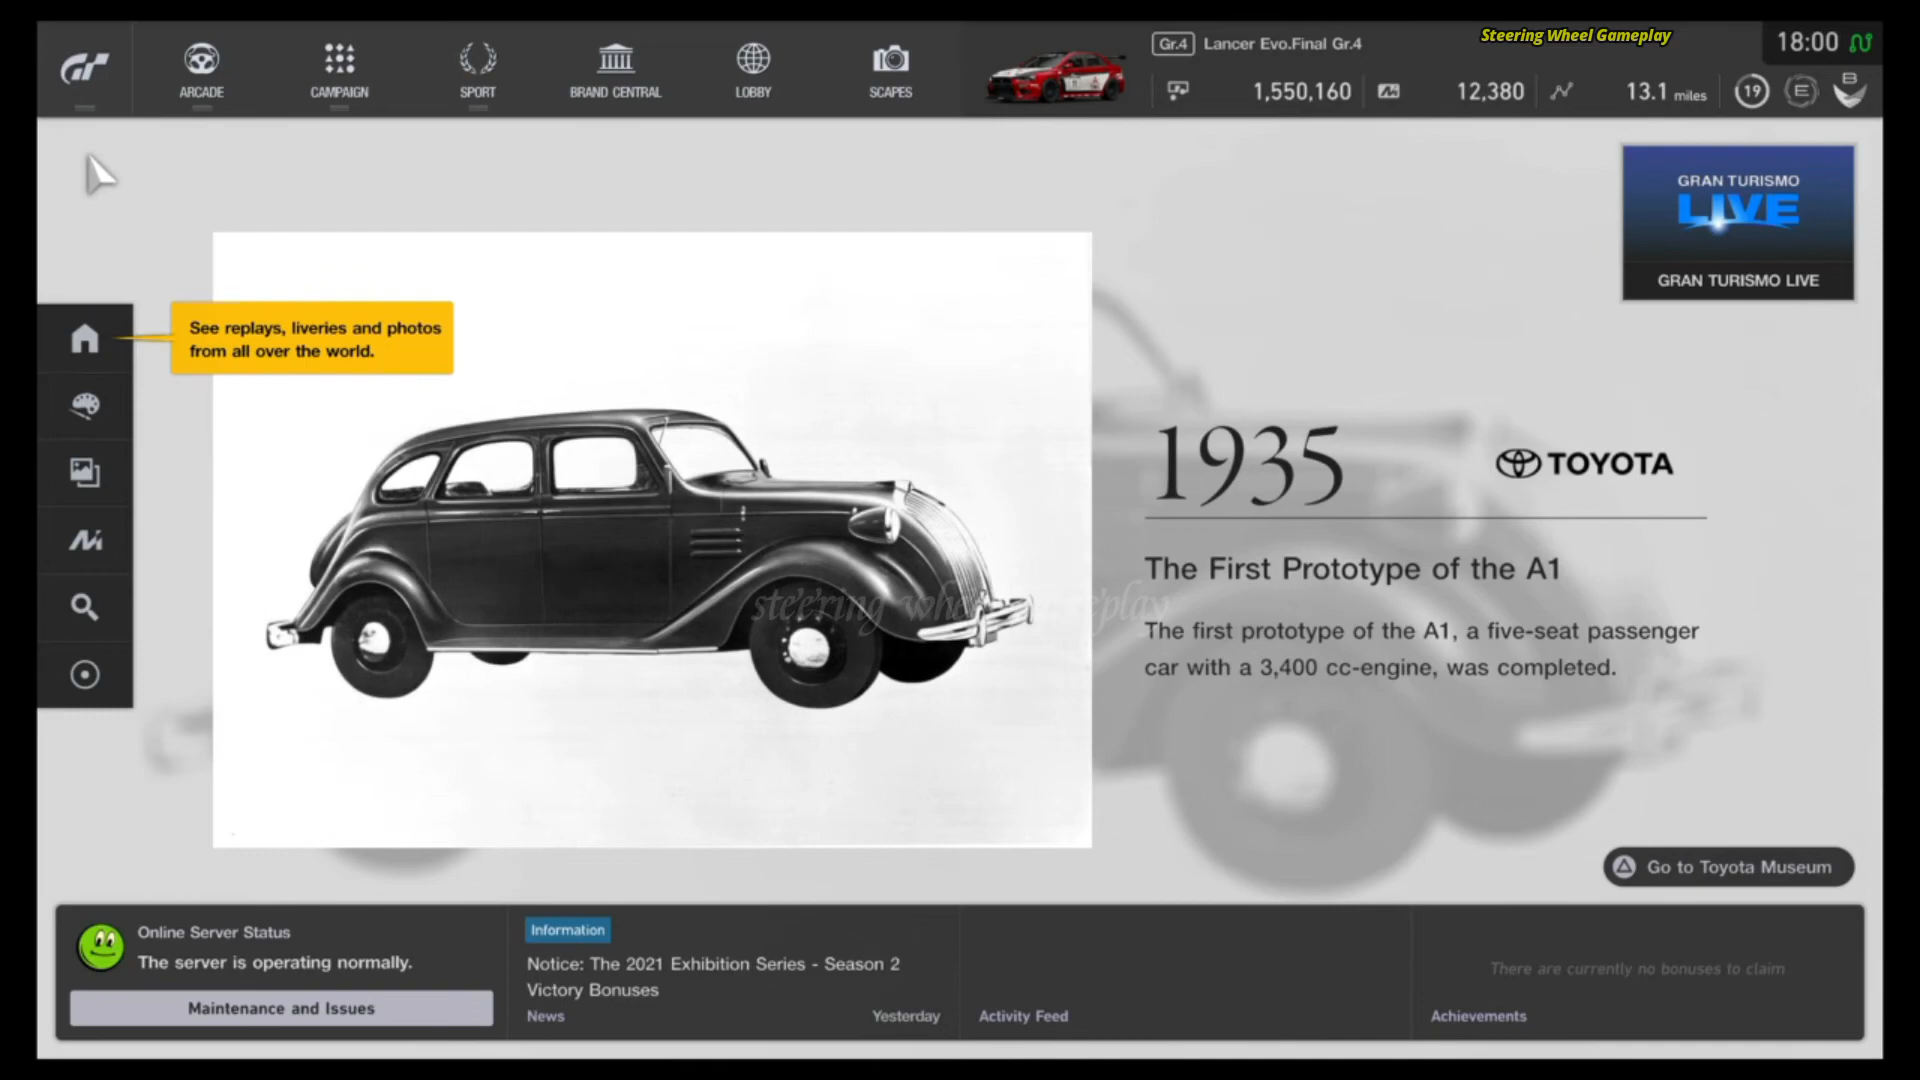 Steering Wheel Gameplay
Gr.4 Lancer Evo.Final Gr.4
18:00
ARCADE
CAMPAIGN
SPORT
BRAND CENTRAL
LOBBY
SCAPES
1,550,160
12,380
13.1 miles
19
E
B
GRAN TURISMO
LIVE
GRAN TURISMO LIVE
See replays, liveries and photos
from all over the world.
1935
TOYOTA
The First Prototype of the A1
steering wheel gameplay
The first prototype of the A1, a five-seat passenger
car with a 3,400 cc-engine, was completed.
Go to Toyota Museum
Online Server Status
The server is operating normally.
Maintenance and Issues
Information
Notice: The 2021 Exhibition Series - Season 2
Victory Bonuses
News
Yesterday
Activity Feed
There are currently no bonuses to claim
Achievements